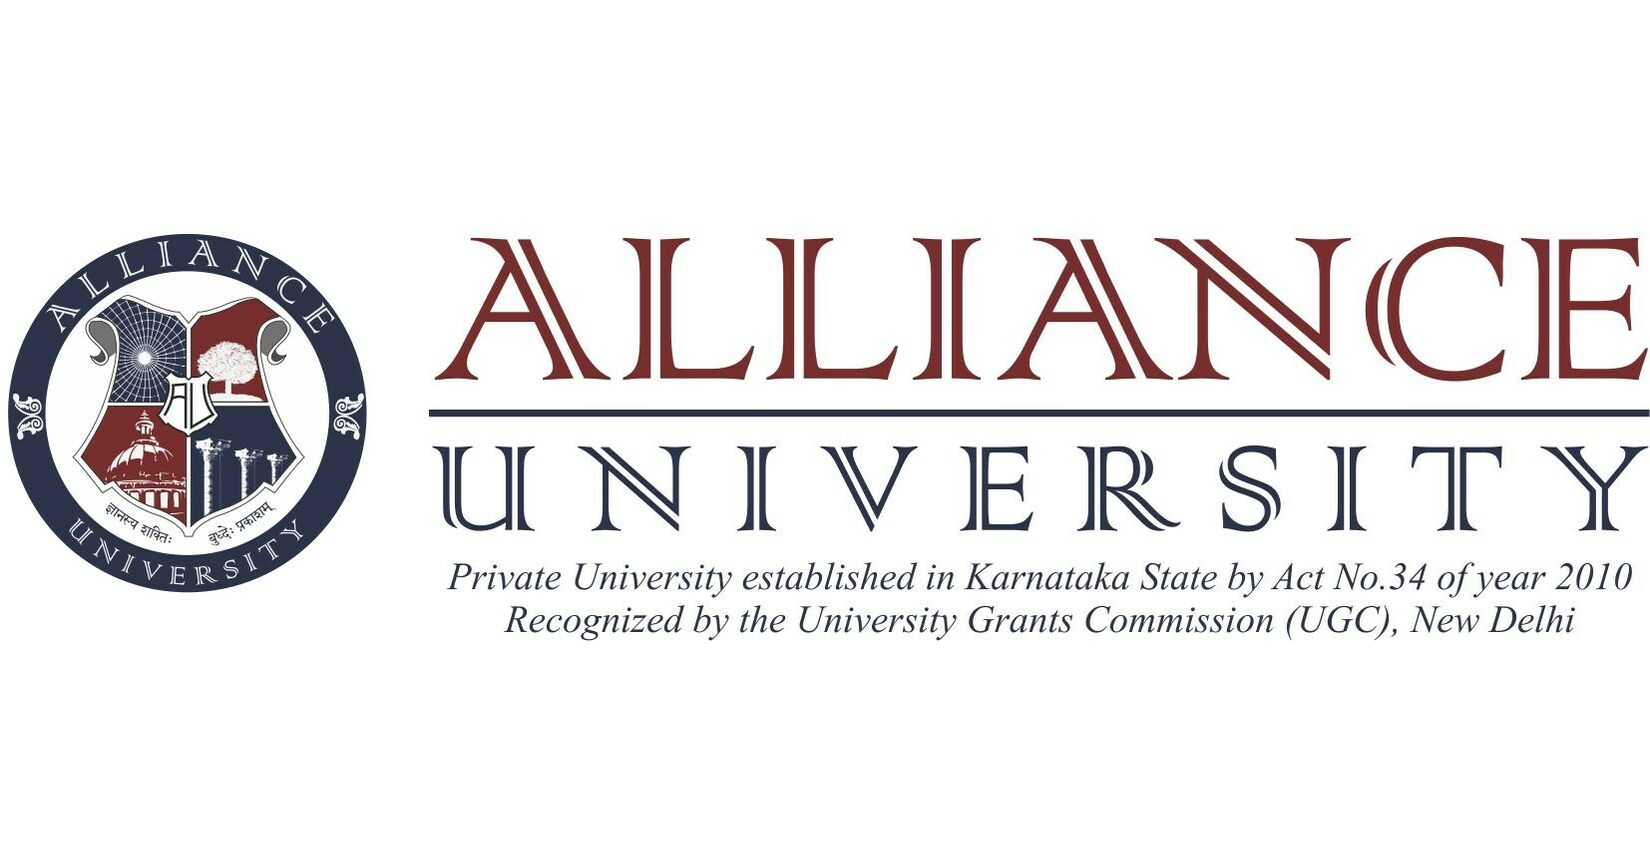 ALLIANCE
AU
ज्ञानस्य शक्तिः बुध्देः प्रकाशम्
UNIVERSITY
ALLIANCE
UNIVERSITY
Private University established in Karnataka State by Act No.34 of year 2010
Recognized by the University Grants Commission (UGC), New Delhi